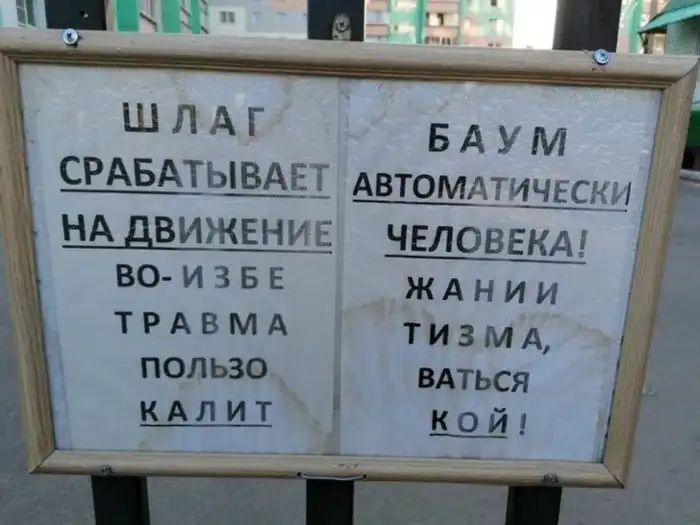 ШЛАГ БАУМ
СРАБАТЫВАЕТ АВТОМАТИЧЕСКИ
НА ДВИЖЕНИЕ ЧЕЛОВЕКА!
ВО-ИЗБЕ ЖАНИИ
ТРАВМА ТИЗМА,
ПОЛЬЗО ВАТЬСЯ
КАЛИТ КОЙ!